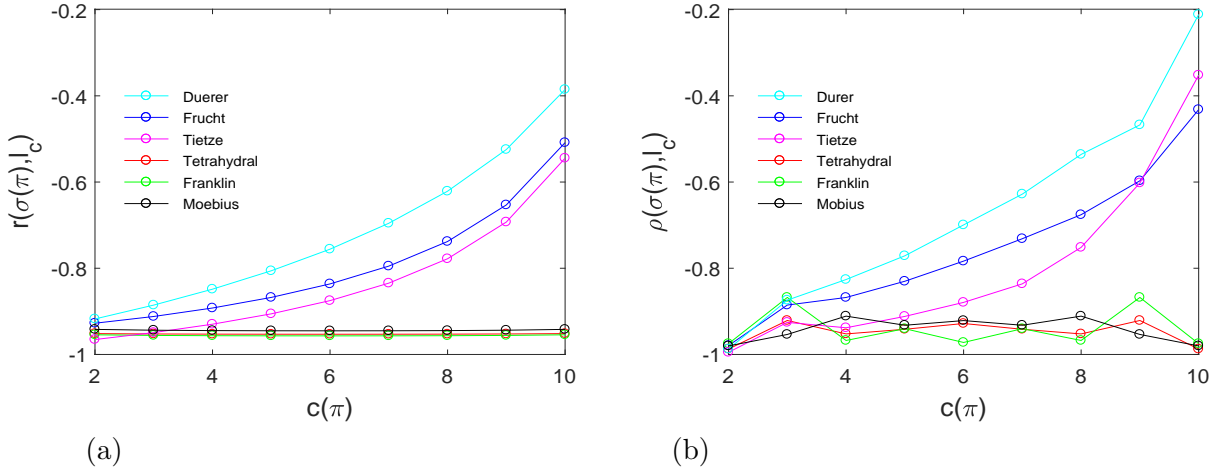 -0.2
-0.4
-0.6
-0.8
-1
r(σ(π),l_c)
Duerer
Frucht
Tietze
Tetrahydral
Franklin
Moebius
2 4 6 8 10
c(π)
(a)
-0.2
-0.4
-0.6
-0.8
-1
ρ(σ(π),l_c)
Durer
Frucht
Tietze
Tetrahydral
Franklin
Mobius
2 4 6 8 10
c(π)
(b)